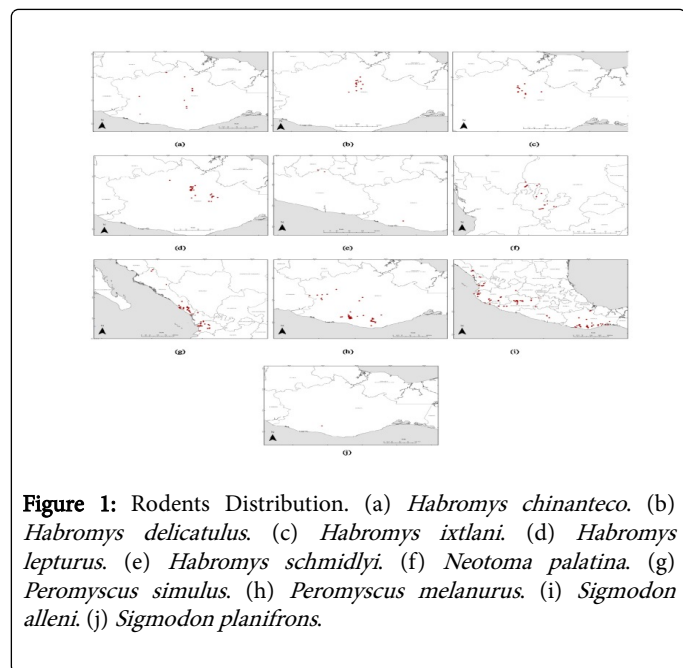 (a) (b) (c)
(d) (e) (f)
(g) (h) (i)
(j)
Figure 1: Rodents Distribution. (a) Habromys chinanteco. (b)
Habromys delicatulus. (c) Habromys ixtlani. (d) Habromys
lepturus. (e) Habromys schmidlyi. (f) Neotoma palatina. (g)
Peromyscus simulus. (h) Peromyscus melanurus. (i) Sigmodon
alleni. (j) Sigmodon planifrons.